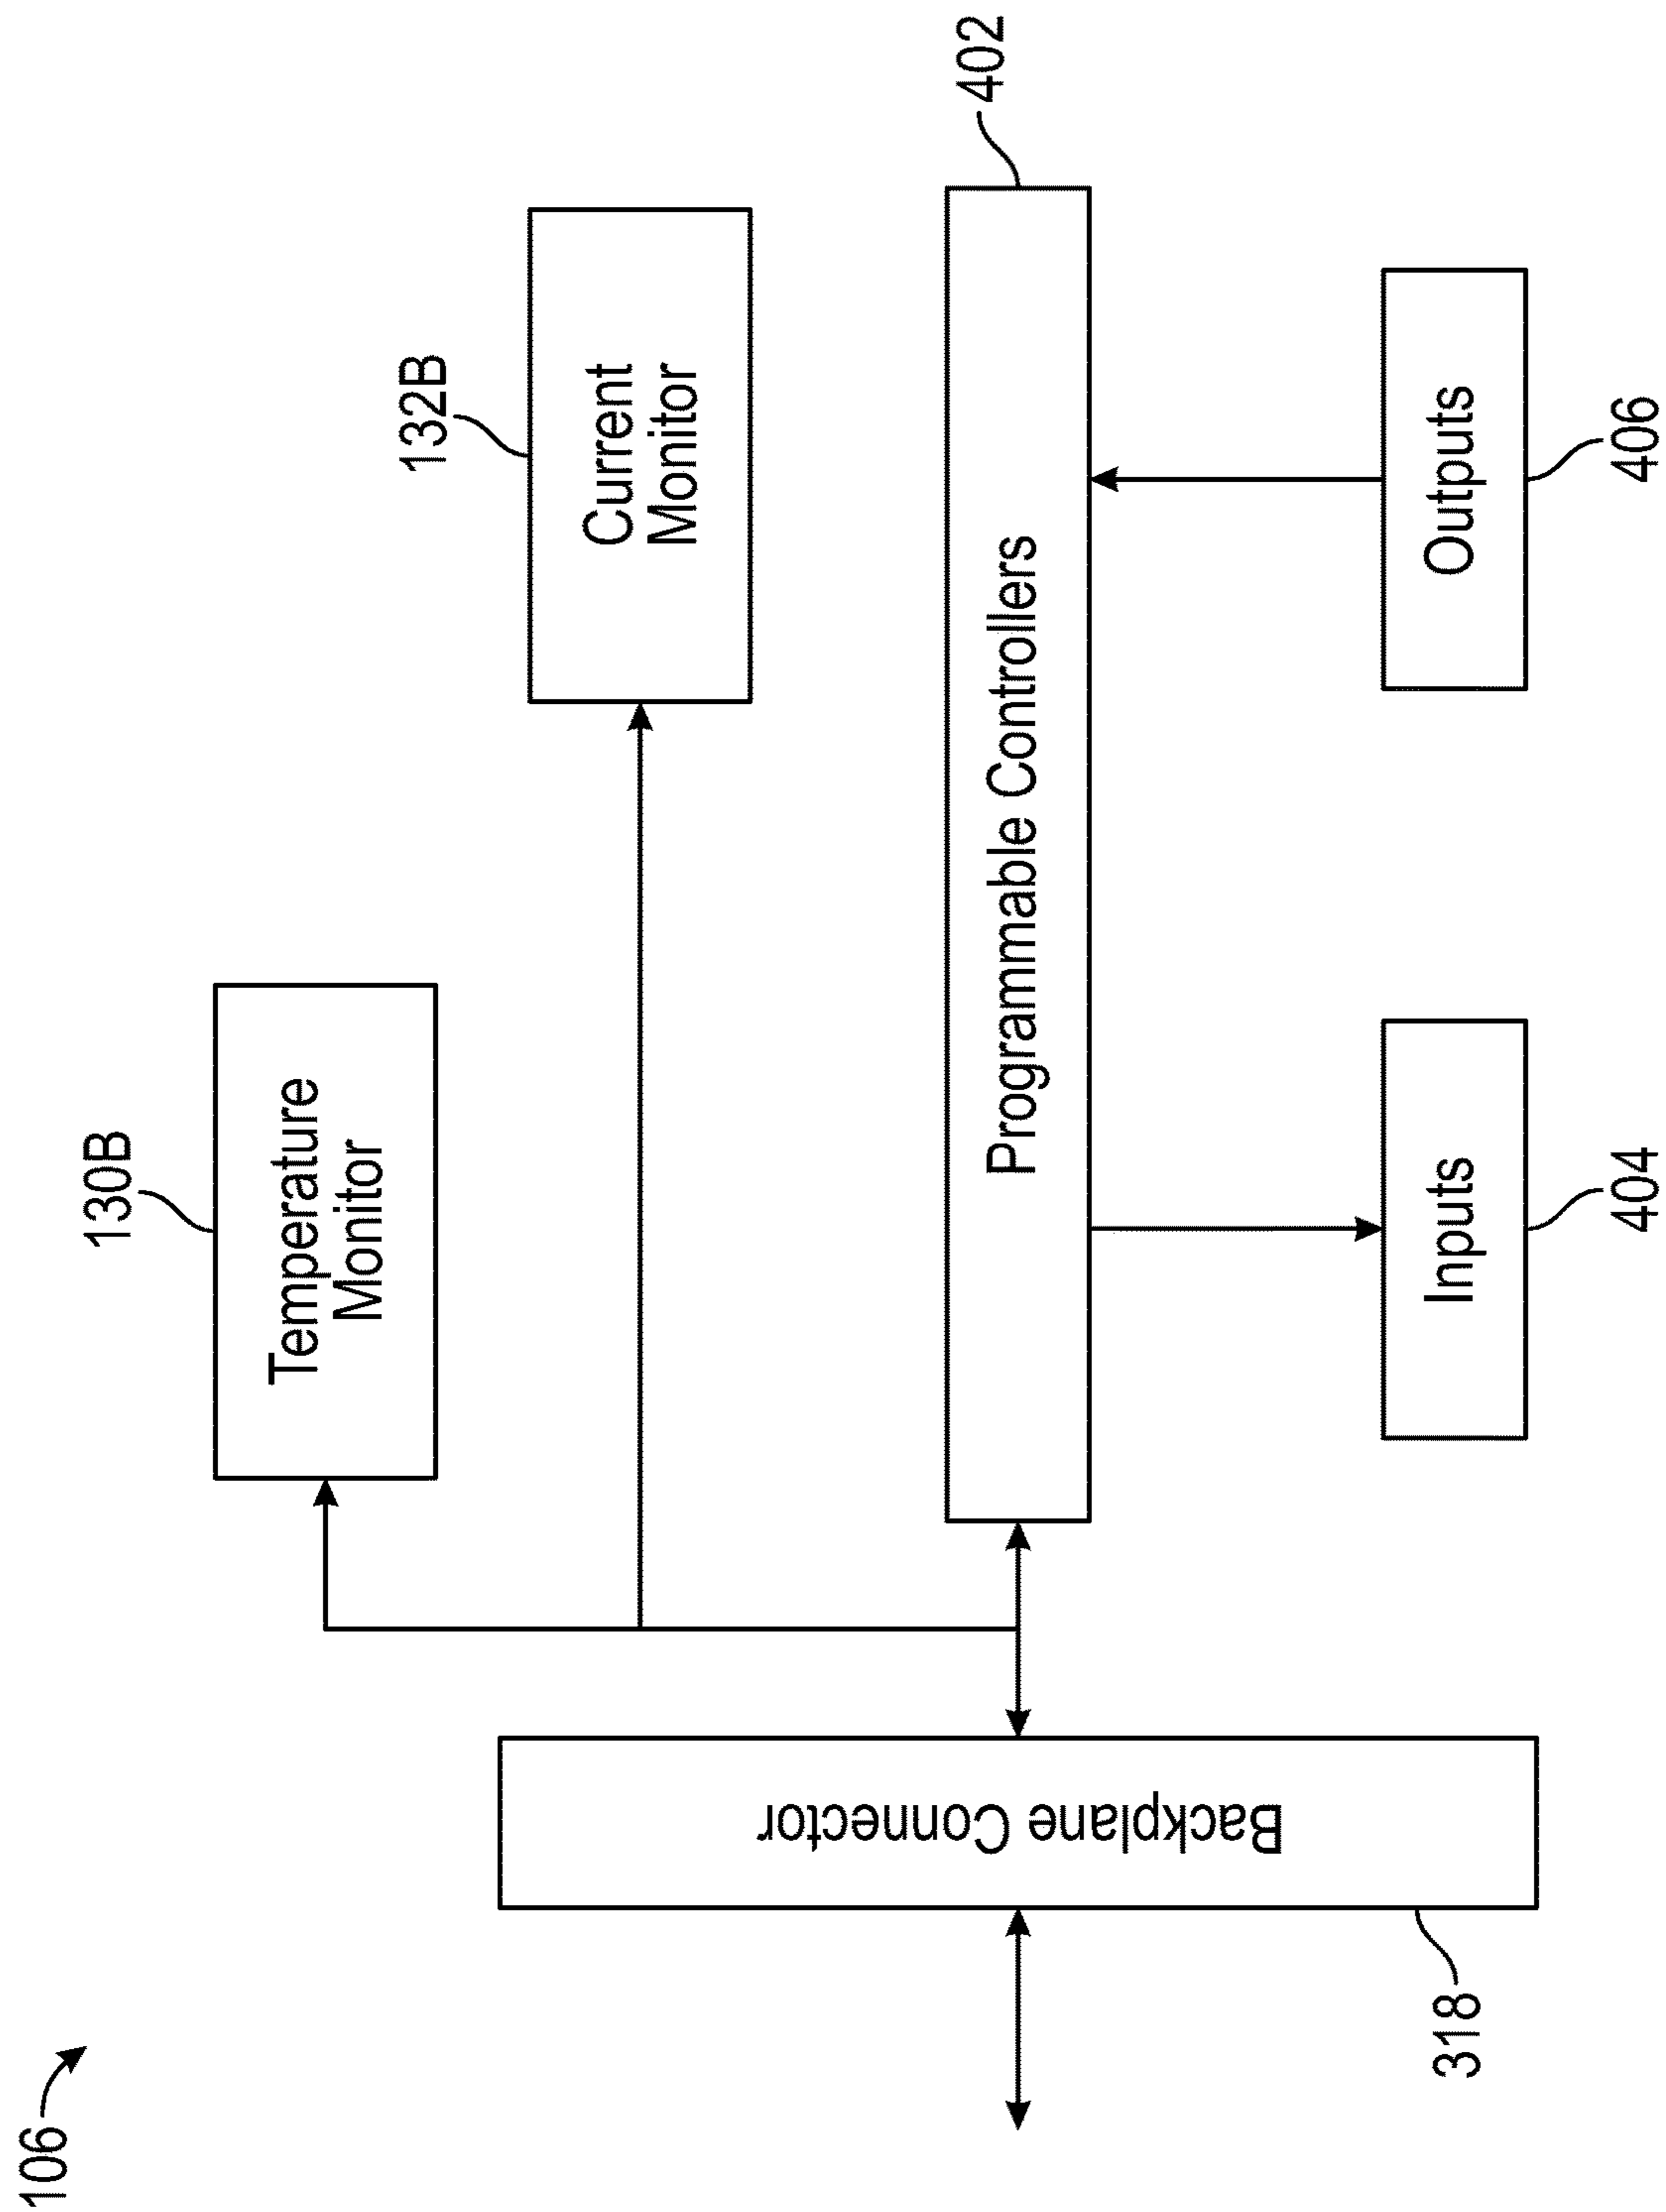 106
130B
Temperature
Monitor
132B
Current
Monitor
402
Programmable Controllers
Backplane Connector
318
Inputs
404
Outputs
406